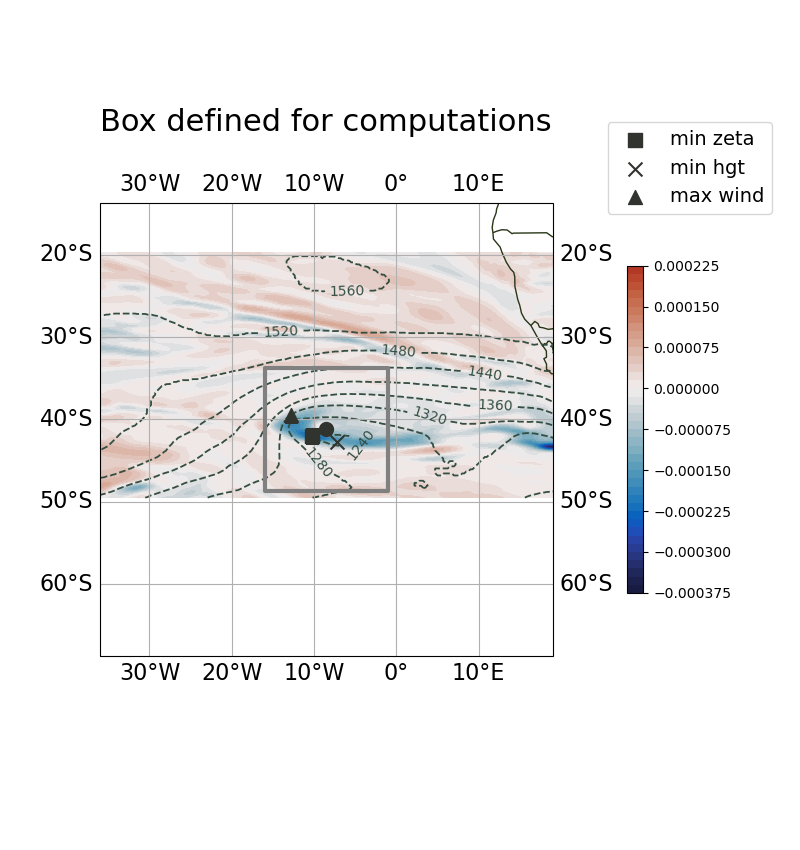 Box defined for computations
min zeta
min hgt
max wind
30°W 20°W 10°W 0° 10°E
20°S 20°S
30°S 30°S
40°S 40°S
50°S 50°S
60°S 60°S
30°W 20°W 10°W 0° 10°E
1560
1520
1480
1440
1360
1320
1240
1280
0.000225
0.000150
0.000075
0.000000
−0.000075
−0.000150
−0.000225
−0.000300
−0.000375